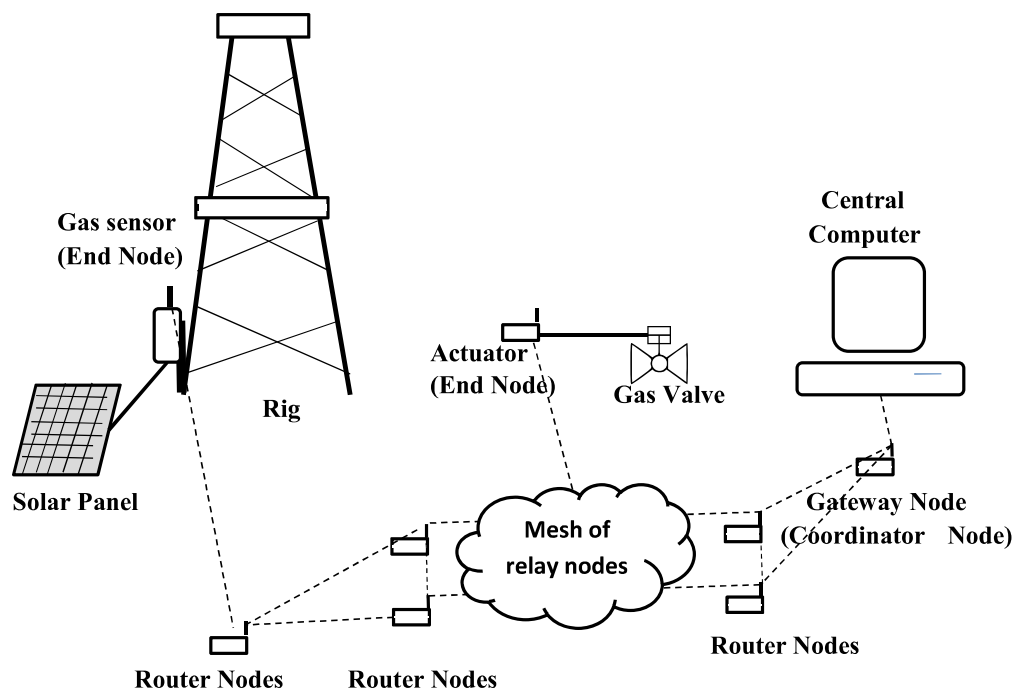 Central
Computer
Gas sensor
(End Node)
Actuator
(End Node)
Gas Valve
Rig
Solar Panel
Gateway Node
(Coordinator Node)
Mesh of
relay nodes
Router Nodes
Router Nodes
Router Nodes